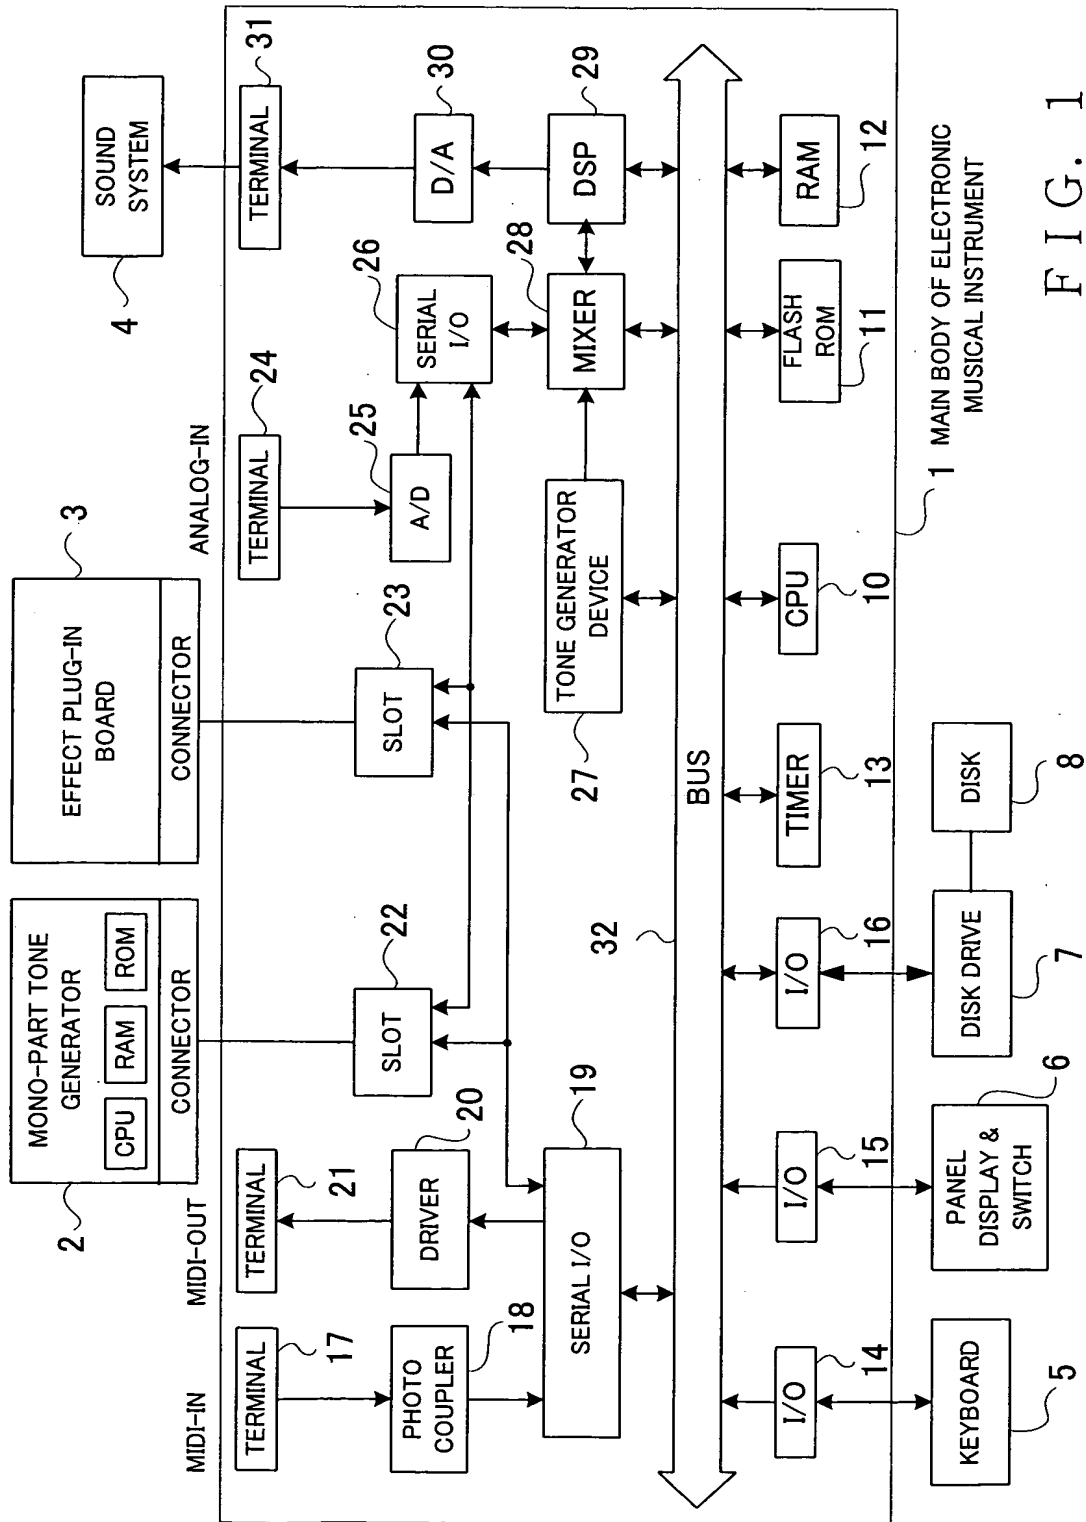 2
MONO-PART TONE
GENERATOR
CPU
RAM
ROM
CONNECTOR
3
EFFECT PLUG-IN
BOARD
CONNECTOR
4
SOUND
SYSTEM
MIDI-IN
MIDI-OUT
ANALOG-IN
TERMINAL
17
TERMINAL
21
TERMINAL
24
TERMINAL
31
PHOTO
COUPLER
18
DRIVER
20
SLOT
22
SLOT
23
A/D
25
SERIAL
I/O
26
D/A
30
SERIAL I/O
19
TONE GENERATOR
DEVICE
27
MIXER
28
DSP
29
32
BUS
I/O
14
I/O
15
I/O
16
TIMER
13
CPU
10
FLASH
ROM
11
RAM
12
KEYBOARD
5
PANEL
DISPLAY &
SWITCH
6
DISK DRIVE
7
DISK
8
1 MAIN BODY OF ELECTRONIC
MUSICAL INSTRUMENT
FIG. 1